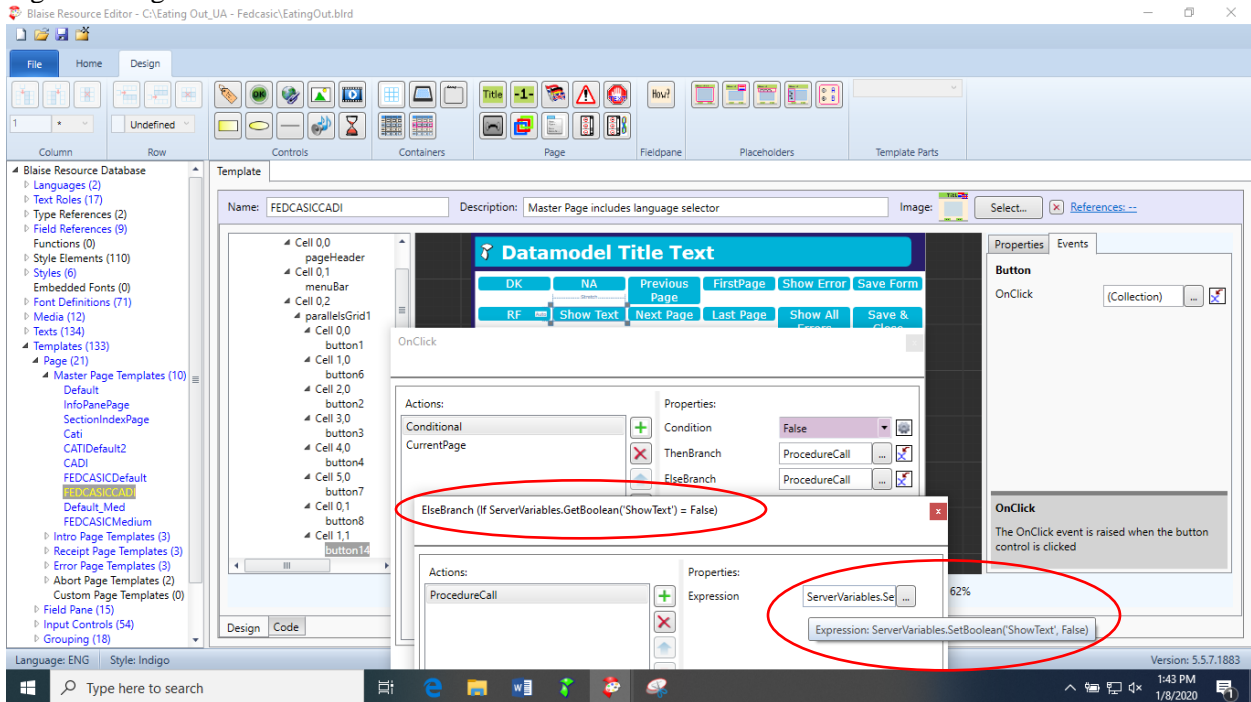 Blaise Resource Editor - C:\Eating Out_UA - Fedcasic\EatingOut.blrd
File Home Design
Title -1- How?
OK
1 * Undefined
Column Row Controls Containers Page Fieldpane Placeholders Template Parts
Blaise Resource Database
Languages (2)
Text Roles (17)
Type References (2)
Field References (9)
Functions (0)
Style Elements (110)
Styles (6)
Embedded Fonts (0)
Font Definitions (71)
Media (12)
Texts (134)
Templates (133)
Page (21)
Master Page Templates (10)
Default
InfoPanePage
SectionIndexPage
Cati
CATIDefault2
CADI
FEDCASICDefault
FEDCASICCADI
Default_Med
FEDCASICMedium
Intro Page Templates (3)
Receipt Page Templates (3)
Error Page Templates (3)
Abort Page Templates (2)
Custom Page Templates (0)
Field Pane (15)
Input Controls (54)
Grouping (18)
Template
Name: FEDCASICCADI Description: Master Page includes language selector Image: Select... References: --
Cell 0,0
pageHeader
Cell 0,1
menuBar
Cell 0,2
parallelsGrid1
Cell 0,0
button1
Cell 1,0
button6
Cell 2,0
button2
Cell 3,0
button3
Cell 4,0
button4
Cell 5,0
button7
Cell 0,1
button8
Cell 1,1
button14
Design Code
Datamodel Title Text
DK NA Previous Page FirstPage Show Error Save Form
RF Show Text Next Page Last Page Show All Errors Save & Close
62%
Properties Events
Button
OnClick (Collection) ...
OnClick
The OnClick event is raised when the button
control is clicked
OnClick
x
Actions: Properties:
Conditional Condition False
CurrentPage ThenBranch ProcedureCall ...
ElseBranch ProcedureCall ...
ElseBranch (If ServerVariables.GetBoolean('ShowText') = False)
x
Actions: Properties:
ProcedureCall Expression ServerVariables.Se ...
Expression: ServerVariables.SetBoolean('ShowText', False)
Language: ENG Style: Indigo Version: 5.5.7.1883
Type here to search
1:43 PM
1/8/2020
1